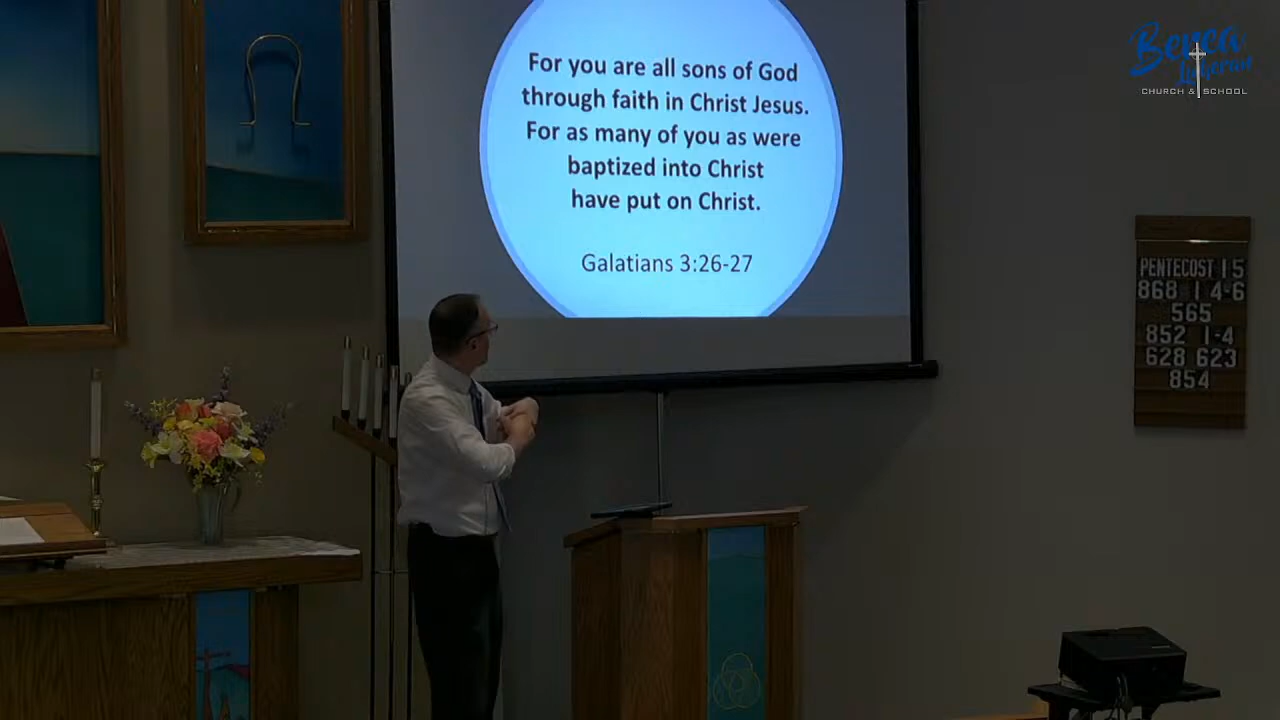 For you are all sons of God
through faith in Christ Jesus.
For as many of you as were
baptized into Christ
have put on Christ.
Galatians 3:26-27
Berea
Lutheran
CHURCH & SCHOOL
PENTECOST 15
868 1 4-6
565
852 1-4
628 623
854